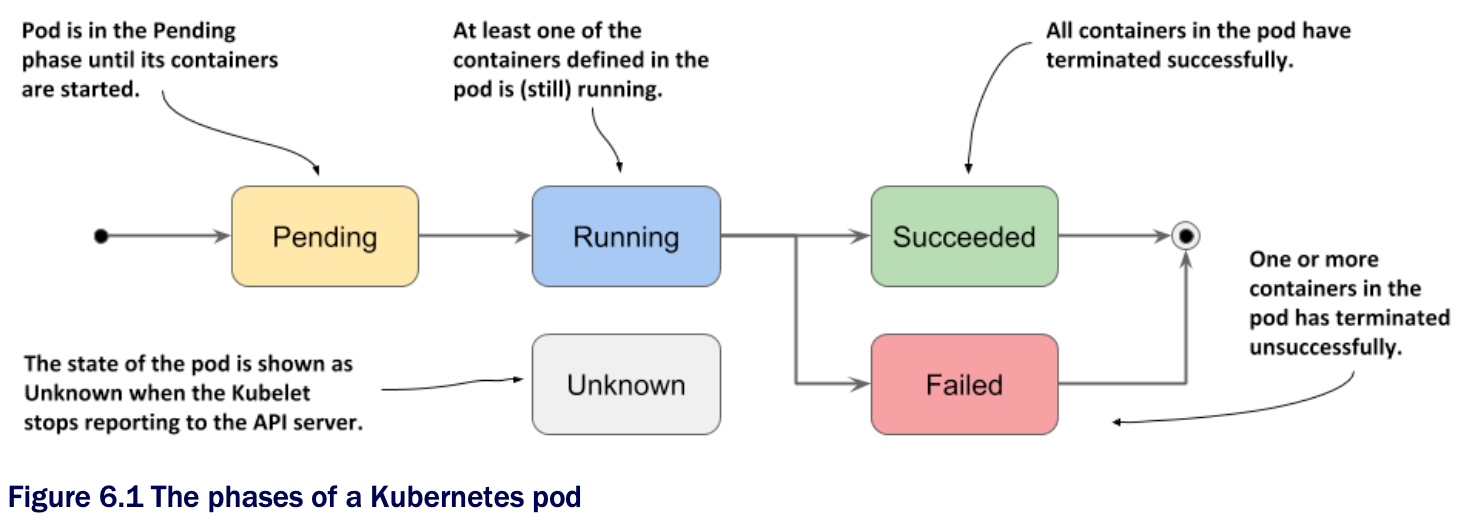 Pod is in the Pending
phase until its containers
are started.
At least one of the
containers defined in the
pod is (still) running.
All containers in the pod have
terminated successfully.
Pending
Running
Succeeded
One or more
containers in the
pod has terminated
unsuccessfully.
The state of the pod is shown as
Unknown when the Kubelet
stops reporting to the API server.
Unknown
Failed
Figure 6.1 The phases of a Kubernetes pod